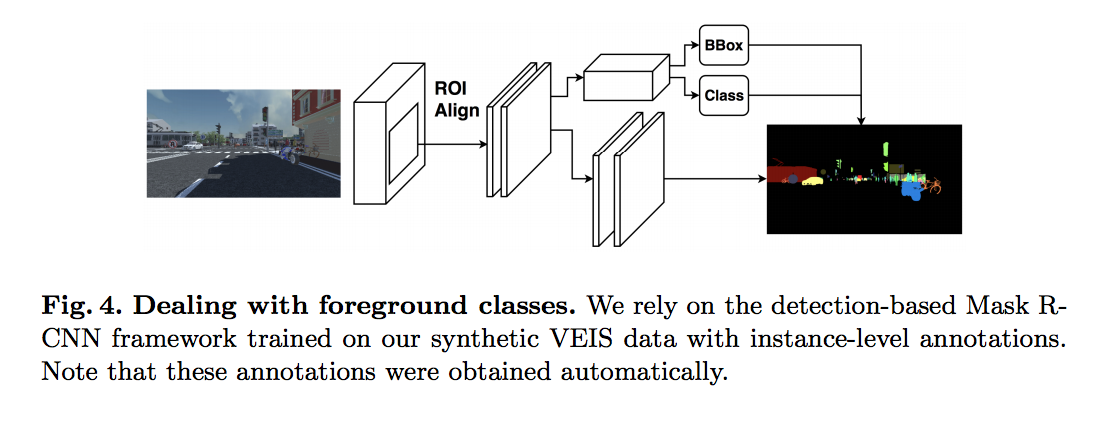 BBox
ROI
Align
Class
Fig. 4. Dealing with foreground classes. We rely on the detection-based Mask R-
CNN framework trained on our synthetic VEIS data with instance-level annotations.
Note that these annotations were obtained automatically.